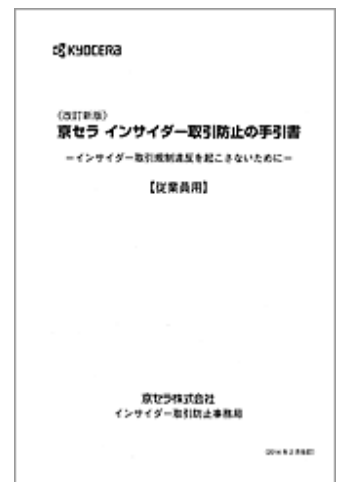 KYOCERA
《改訂新版》
京セラ インサイダー取引防止の手引書
－インサイダー取引規制違反を起こさないために－
【従業員用】
京セラ株式会社
インサイダー取引防止事務局